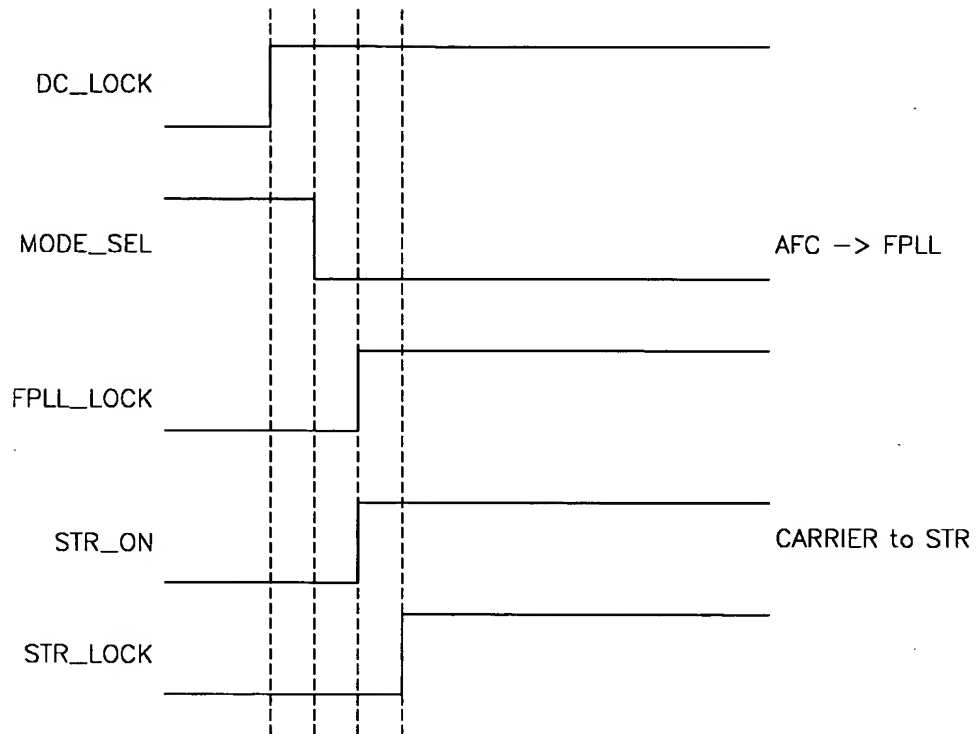 DC_LOCK
MODE_SEL
AFC -> FPLL
FPLL_LOCK
STR_ON
CARRIER to STR
STR_LOCK